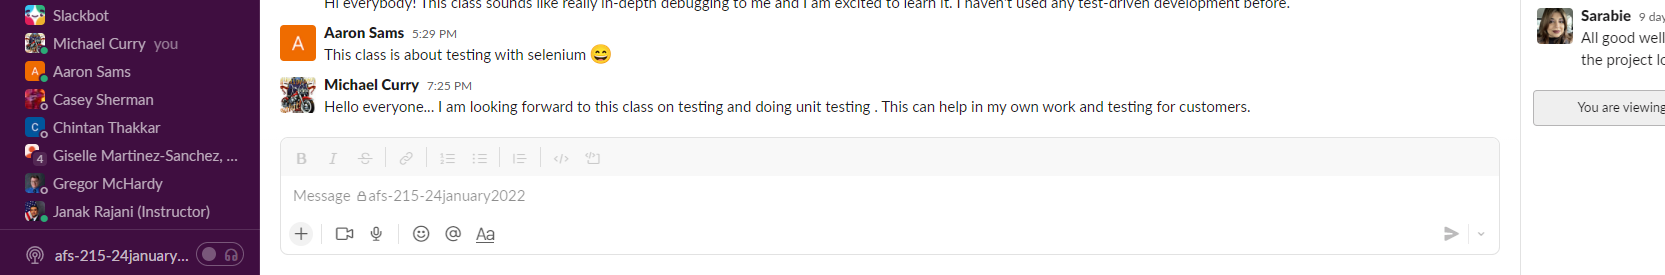 Slackbot
Michael Curry you
Aaron Sams
Casey Sherman
Chintan Thakkar
Giselle Martinez-Sanchez, ...
Gregor McHardy
Janak Rajani (Instructor)
afs-215-24january...
Hi everybody! This class sounds like really in-depth debugging to me and I am excited to learn it. I haven't used any test-driven development before.
Aaron Sams 5:29 PM
This class is about testing with selenium 😄
Michael Curry 7:25 PM
Hello everyone... I am looking forward to this class on testing and doing unit testing . This can help in my own work and testing for customers.
Message afs-215-24january2022
Aa
Sarabie 9 day
All good well
the project lo
You are viewing